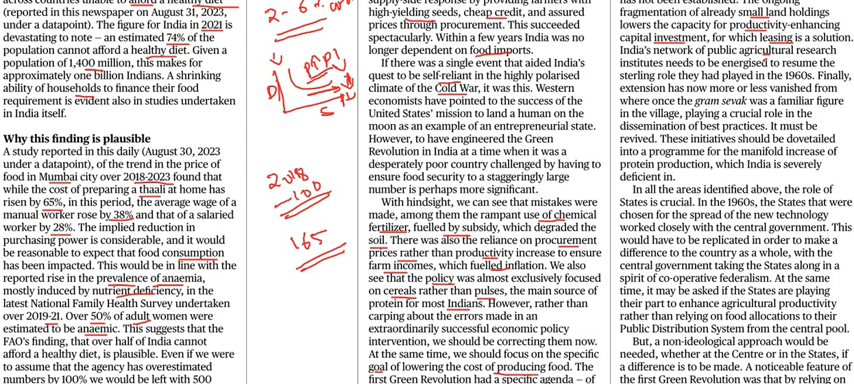 across countries unable to afford a healthy diet
(reported in this newspaper on August 31, 2023,
under a datapoint). The figure for India in 2021 is
devastating to note – an estimated 74% of the
population cannot afford a healthy diet. Given a
population of 1,400 million, this makes for
approximately one billion Indians. A shrinking
ability of households to finance their food
requirement is evident also in studies undertaken
in India itself.
Why this finding is plausible
A study reported in this daily (August 30, 2023
under a datapoint), of the trend in the price of
food in Mumbai city over 2018-2023 found that
while the cost of preparing a thaali at home has
risen by 65%, in this period, the average wage of a
manual worker rose by 38% and that of a salaried
worker by 28%. The implied reduction in
purchasing power is considerable, and it would
be reasonable to expect that food consumption
has been impacted. This would be in line with the
reported rise in the prevalence of anaemia,
mostly induced by nutrient deficiency, in the
latest National Family Health Survey undertaken
over 2019-21. Over 50% of adult women were
estimated to be anaemic. This suggests that the
FAO's finding, that over half of India cannot
afford a healthy diet, is plausible. Even if we were
to assume that the agency has overestimated
numbers by 100% we would be left with 500
D
S
2018
100
165
supply-side response by providing farmers with
high-yielding seeds, cheap credit, and assured
prices through procurement. This succeeded
spectacularly. Within a few years India was no
longer dependent on food imports.
If there was a single event that aided India's
quest to be self-reliant in the highly polarised
climate of the Cold War, it was this. Western
economists have pointed to the success of the
United States' mission to land a human on the
moon as an example of an entrepreneurial state.
However, to have engineered the Green
Revolution in India at a time when it was a
desperately poor country challenged by having to
ensure food security to a staggeringly large
number is perhaps more significant.
With hindsight, we can see that mistakes were
made, among them the rampant use of chemical
fertilizer, fuelled by subsidy, which degraded the
soil. There was also the reliance on procurement
prices rather than productivity increase to ensure
farm incomes, which fuelled inflation. We also
see that the policy was almost exclusively focused
on cereals rather than pulses, the main source of
protein for most Indians. However, rather than
carping about the errors made in an
extraordinarily successful economic policy
intervention, we should be correcting them now.
At the same time, we should focus on the specific
goal of lowering the cost of producing food. The
first Green Revolution had a specific agenda – of
has not been established. The ongoing
fragmentation of already small land holdings
lowers the capacity for productivity-enhancing
capital investment, for which leasing is a solution.
India's network of public agricultural research
institutes needs to be energised to resume the
sterling role they had played in the 1960s. Finally,
extension has now more or less vanished from
where once the gram sevak was a familiar figure
in the village, playing a crucial role in the
dissemination of best practices. It must be
revived. These initiatives should be dovetailed
into a programme for the manifold increase of
protein production, which India is severely
deficient in.
In all the areas identified above, the role of
States is crucial. In the 1960s, the States that were
chosen for the spread of the new technology
worked closely with the central government. This
would have to be replicated in order to make a
difference to the country as a whole, with the
central government taking the States along in a
spirit of co-operative federalism. At the same
time, it may be asked if the States are playing
their part to enhance agricultural productivity
rather than relying on food allocations to their
Public Distribution System from the central pool.
But, a non-ideological approach would be
needed, whether at the Centre or in the States, if
a difference is to be made. A noticeable feature of
the first Green Revolution was that by relying on